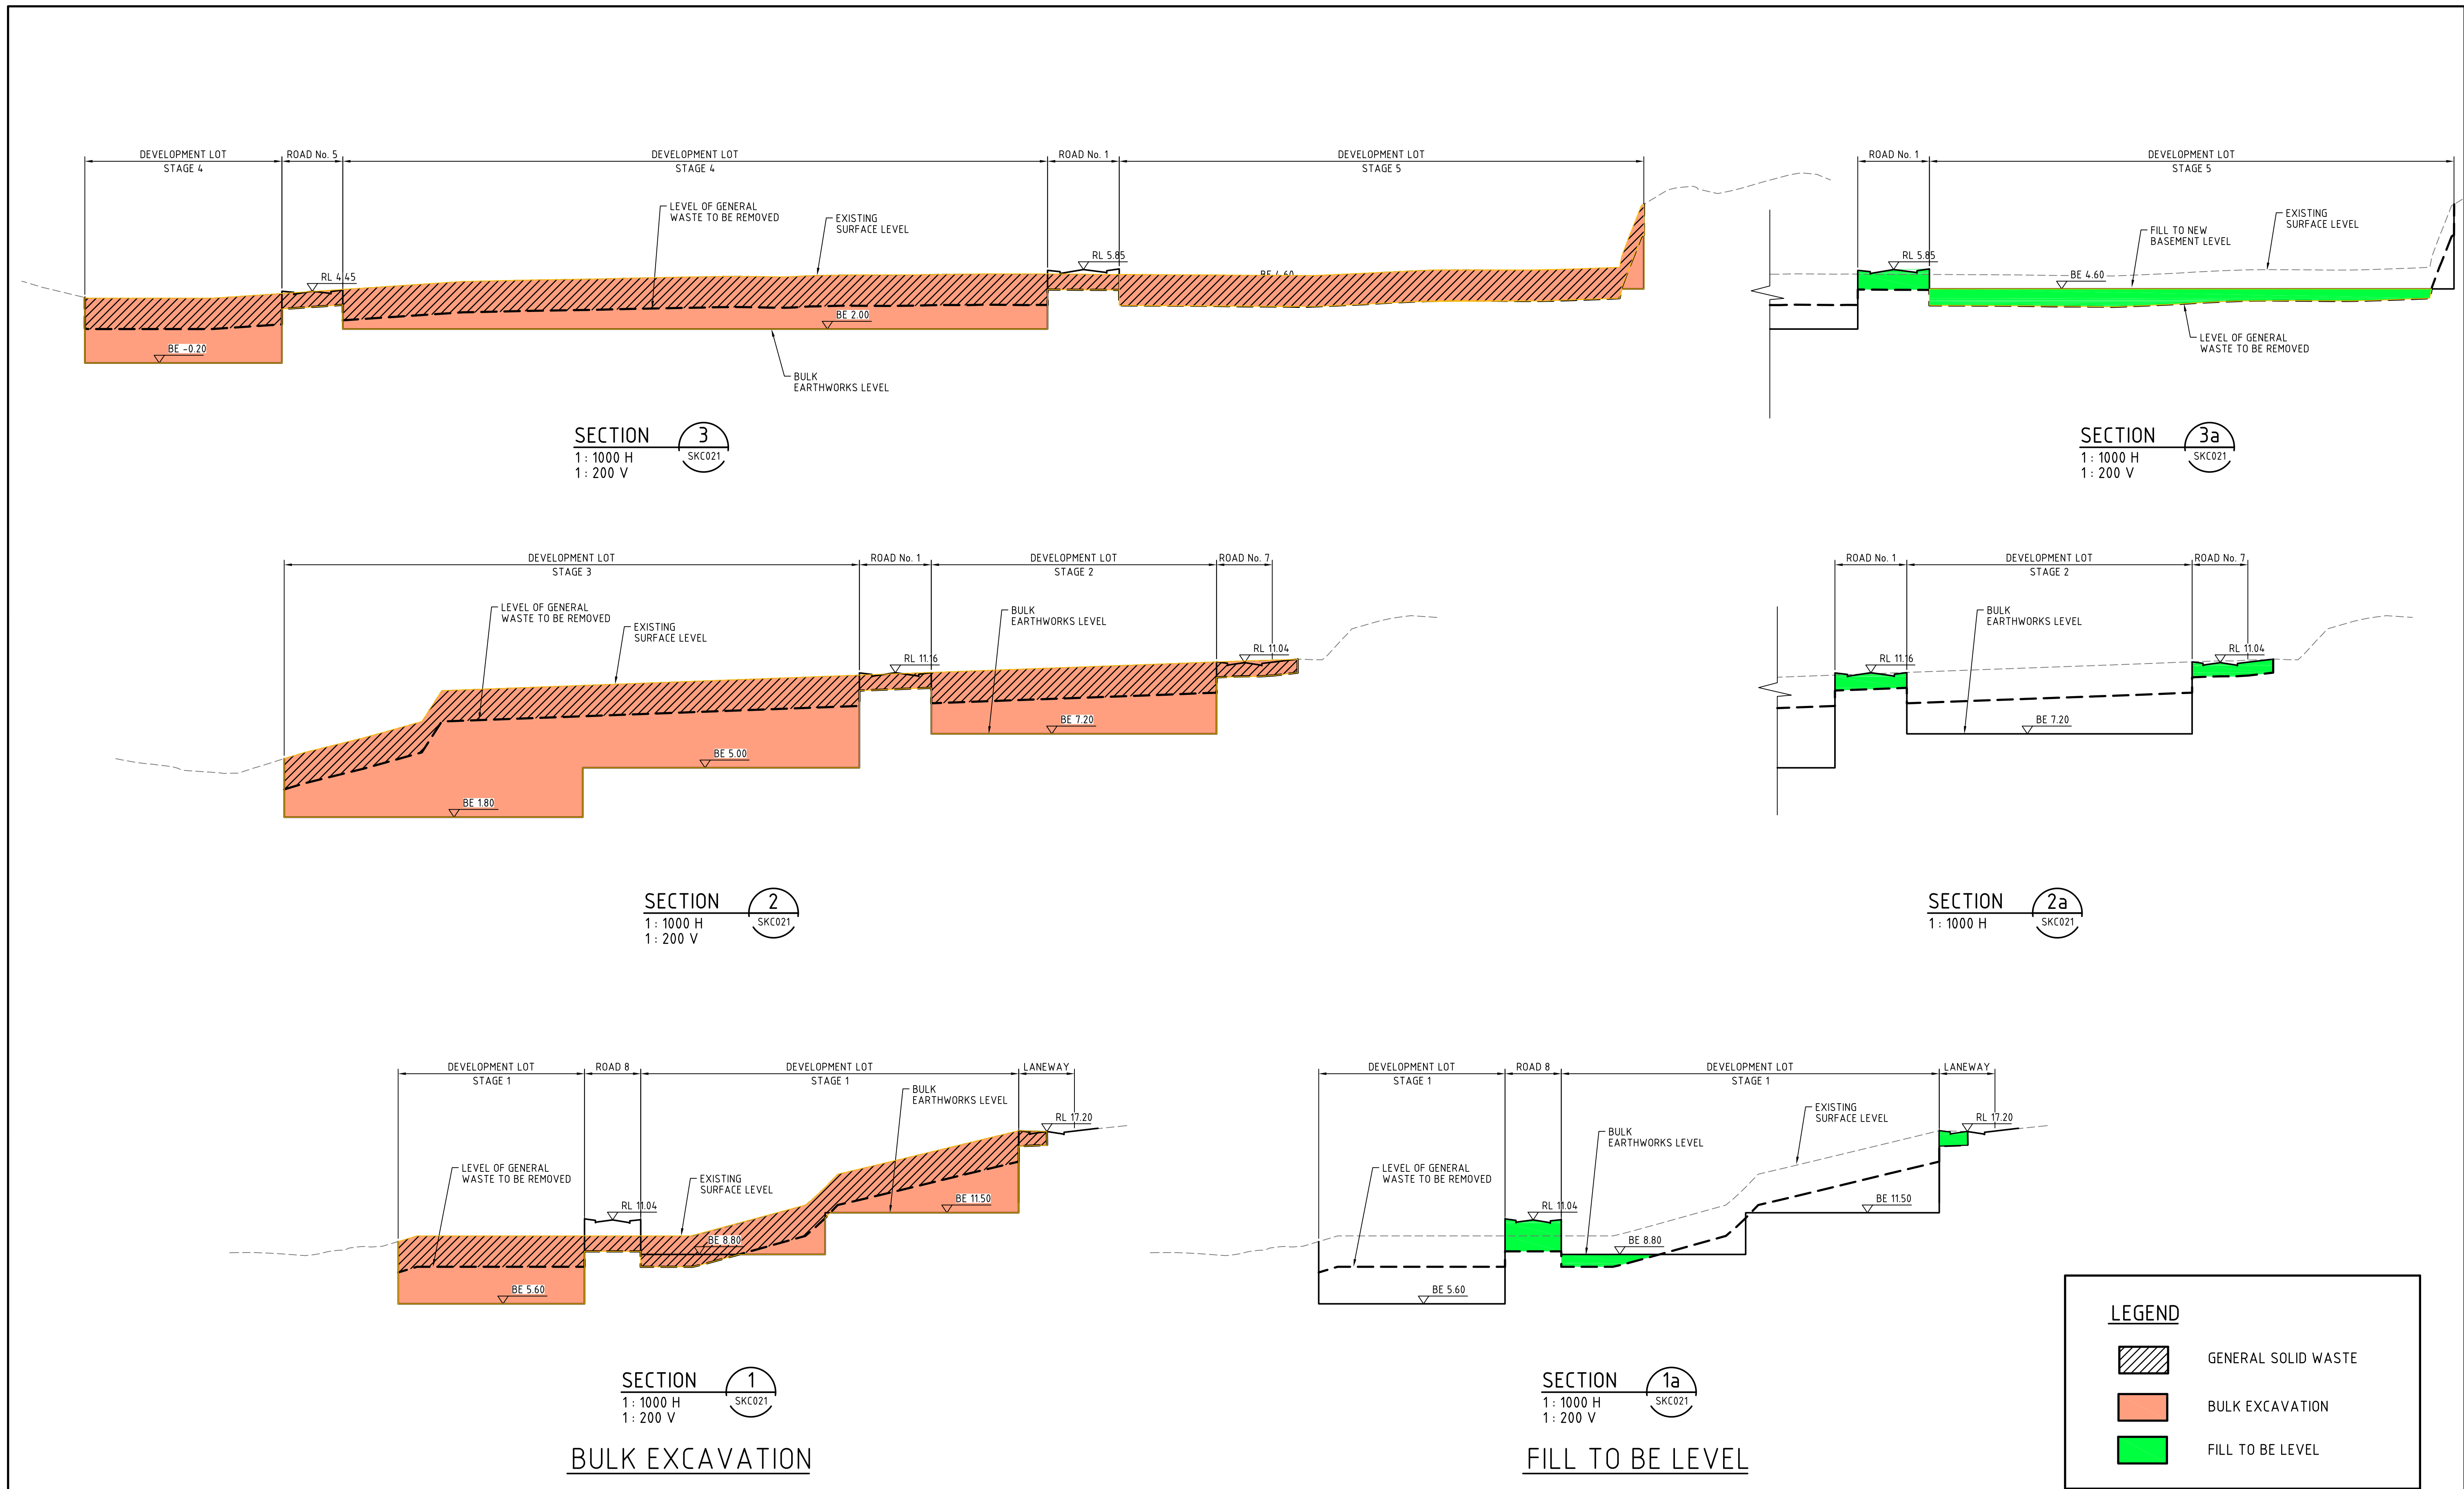 DEVELOPMENT LOT
STAGE 4
ROAD No. 5
DEVELOPMENT LOT
STAGE 4
ROAD No. 1
DEVELOPMENT LOT
STAGE 5
LEVEL OF GENERAL
WASTE TO BE REMOVED
EXISTING
SURFACE LEVEL
RL 4.45
RL 5.85
BE 4.60
BE 2.00
BE -0.20
BULK
EARTHWORKS LEVEL
SECTION
3
SKC021
1 : 1000 H
1 : 200 V
ROAD No. 1
DEVELOPMENT LOT
STAGE 5
EXISTING
SURFACE LEVEL
FILL TO NEW
BASEMENT LEVEL
RL 5.85
BE 4.60
LEVEL OF GENERAL
WASTE TO BE REMOVED
SECTION
3a
SKC021
1 : 1000 H
1 : 200 V
DEVELOPMENT LOT
STAGE 3
ROAD No. 1
DEVELOPMENT LOT
STAGE 2
ROAD No. 7
LEVEL OF GENERAL
WASTE TO BE REMOVED
EXISTING
SURFACE LEVEL
BULK
EARTHWORKS LEVEL
RL 11.16
RL 11.04
BE 7.20
BE 5.00
BE 1.80
SECTION
2
SKC021
1 : 1000 H
1 : 200 V
ROAD No. 1
DEVELOPMENT LOT
STAGE 2
ROAD No. 7
BULK
EARTHWORKS LEVEL
RL 11.16
RL 11.04
BE 7.20
SECTION
2a
SKC021
1 : 1000 H
DEVELOPMENT LOT
STAGE 1
ROAD 8
DEVELOPMENT LOT
STAGE 1
LANEWAY
BULK
EARTHWORKS LEVEL
RL 17.20
LEVEL OF GENERAL
WASTE TO BE REMOVED
EXISTING
SURFACE LEVEL
RL 11.04
BE 11.50
BE 8.80
BE 5.60
SECTION
1
SKC021
1 : 1000 H
1 : 200 V
BULK EXCAVATION
DEVELOPMENT LOT
STAGE 1
ROAD 8
DEVELOPMENT LOT
STAGE 1
LANEWAY
EXISTING
SURFACE LEVEL
RL 17.20
BULK
EARTHWORKS LEVEL
LEVEL OF GENERAL
WASTE TO BE REMOVED
RL 11.04
BE 11.50
BE 8.80
BE 5.60
SECTION
1a
SKC021
1 : 1000 H
1 : 200 V
FILL TO BE LEVEL
LEGEND
GENERAL SOLID WASTE
BULK EXCAVATION
FILL TO BE LEVEL